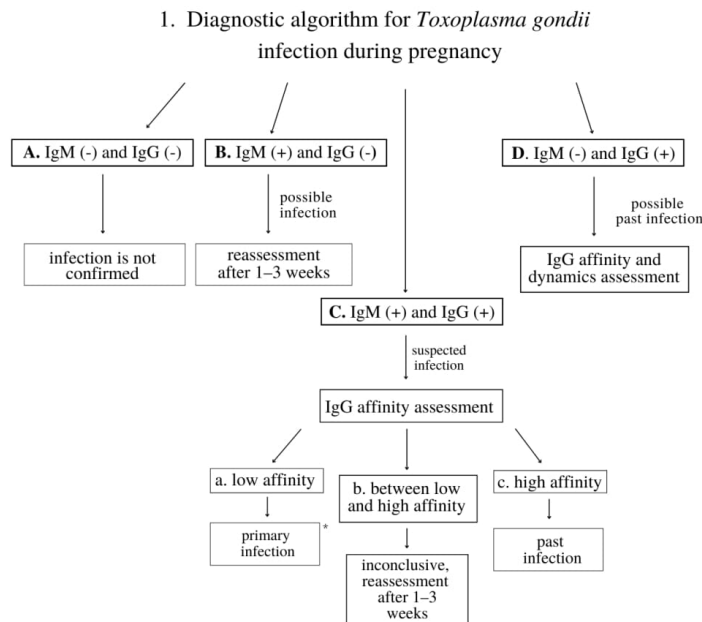 1. Diagnostic algorithm for Toxoplasma gondii
infection during pregnancy
A. IgM (-) and IgG (-)
B. IgM (+) and IgG (-)
D. IgM (-) and IgG (+)
possible
infection
possible
past infection
infection is not
confirmed
reassessment
after 1–3 weeks
IgG affinity and
dynamics assessment
C. IgM (+) and IgG (+)
suspected
infection
IgG affinity assessment
a. low affinity
b. between low
and high affinity
c. high affinity
primary
infection
*
inconclusive,
reassessment
after 1–3
weeks
past
infection